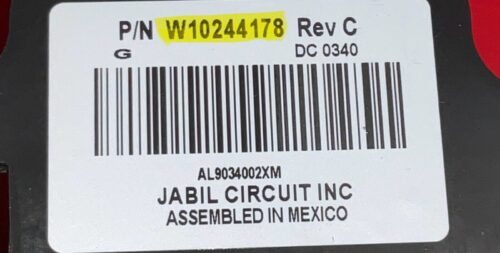 P/N W10244178 Rev C
G DC 0340
AL9034002XM
JABIL CIRCUIT INC
ASSEMBLED IN MEXICO